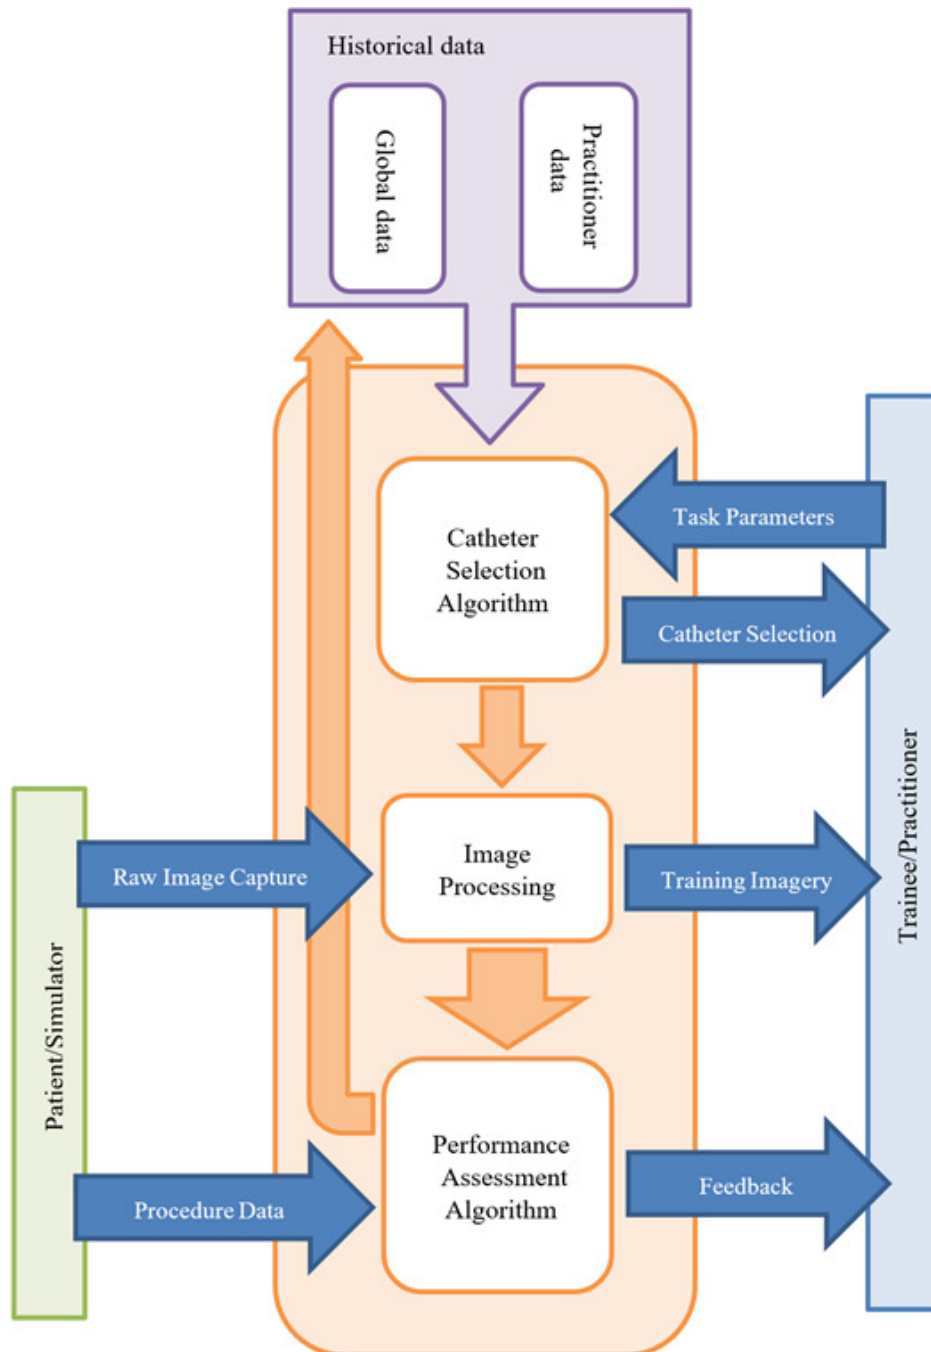 Historical data
Global data
Practitioner
data
Catheter
Selection
Algorithm
Task Parameters
Catheter Selection
Image
Processing
Raw Image Capture
Training Imagery
Trainee/Practitioner
Patient/Simulator
Performance
Assessment
Algorithm
Procedure Data
Feedback